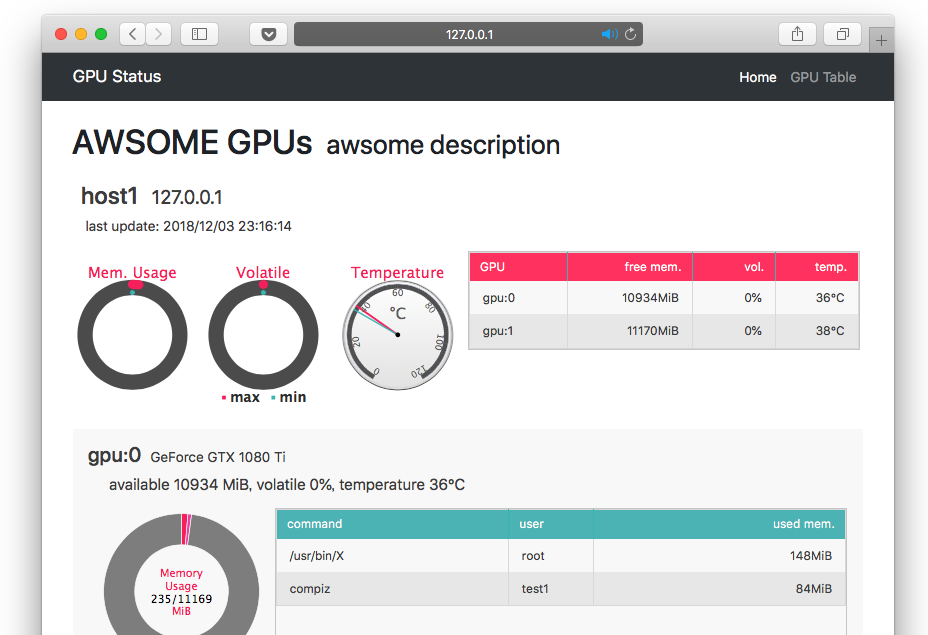 127.0.0.1
GPU Status Home GPU Table
AWSOME GPUs awsome description
host1 127.0.0.1
last update: 2018/12/03 23:16:14
Mem. Usage Volatile Temperature
°C
0 20 40 60 80 100 120
max min
GPU free mem. vol. temp.
gpu:0 10934MiB 0% 36°C
gpu:1 11170MiB 0% 38°C
gpu:0 GeForce GTX 1080 Ti
available 10934 MiB, volatile 0%, temperature 36°C
Memory
Usage
235/11169
MiB
command user used mem.
/usr/bin/X root 148MiB
compiz test1 84MiB